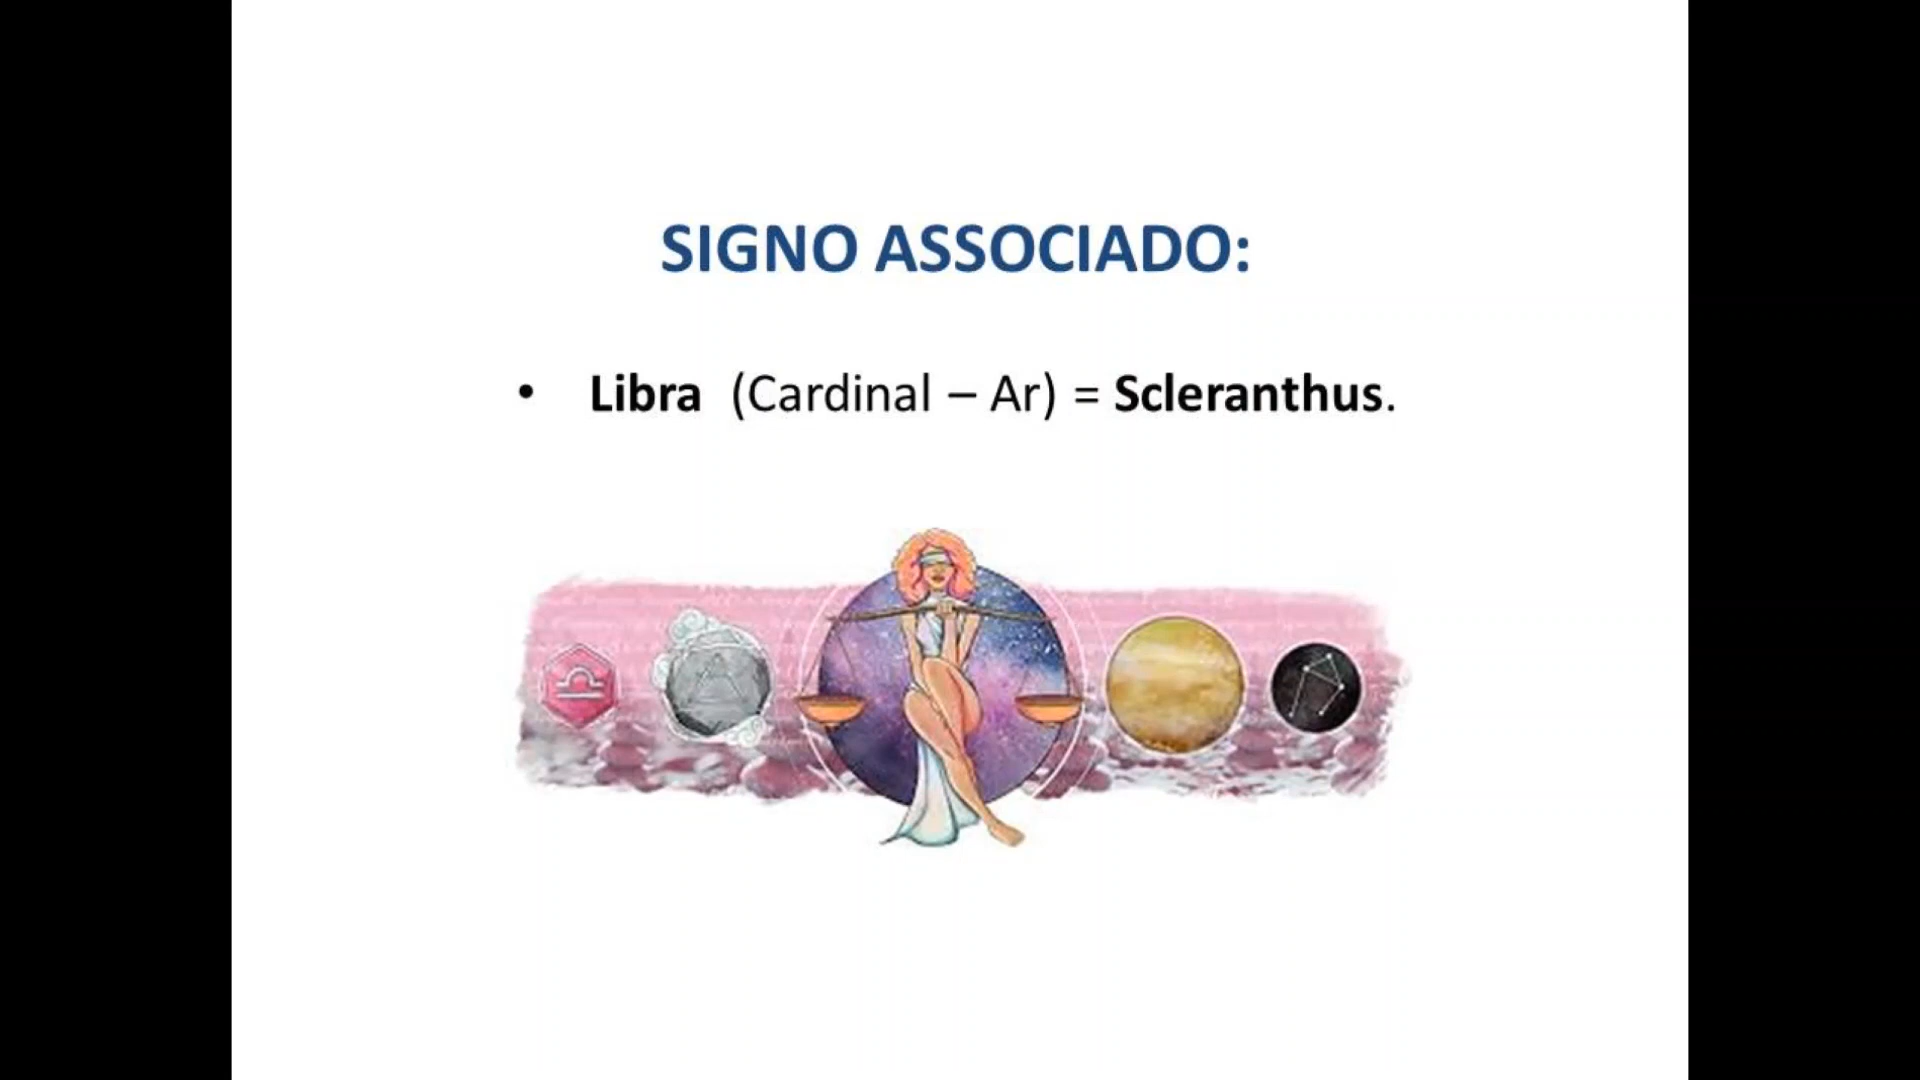 SIGNO ASSOCIADO:
• Libra (Cardinal – Ar) = Scleranthus.